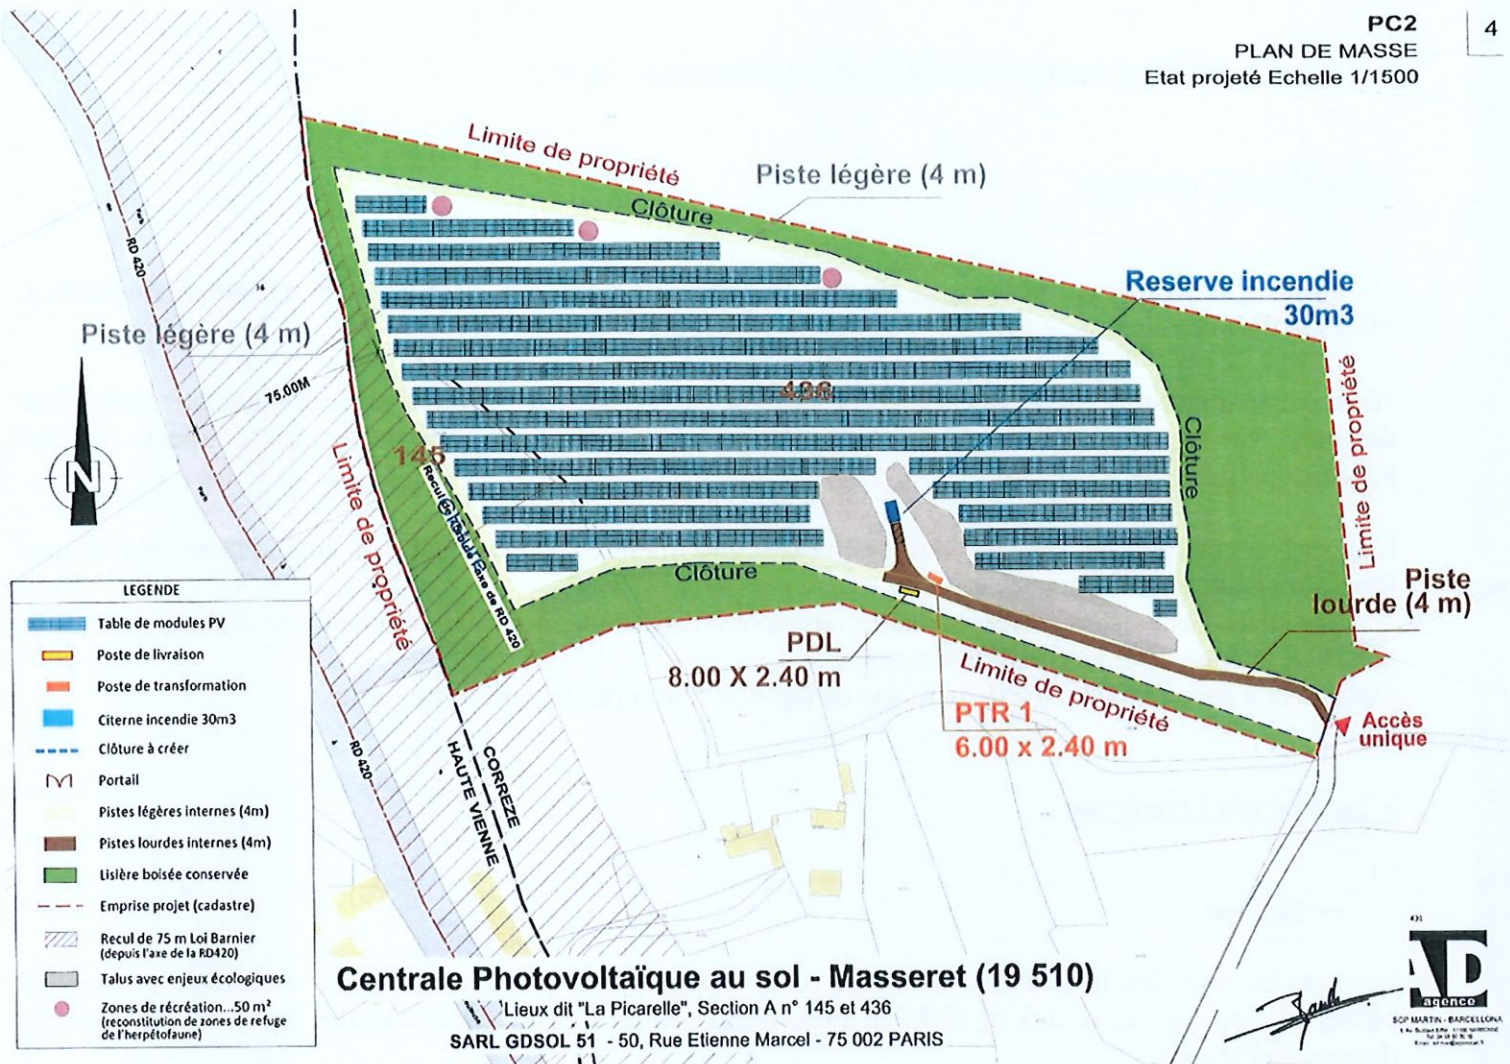 PC2
4
PLAN DE MASSE
Etat projeté Echelle 1/1500
Limite de propriété
Piste légère (4 m)
Clôture
Reserve incendie
30m3
Piste légère (4 m)
RD 420
75.00M
436
145
N
Limite de propriété
Clôture
Limite de propriété
Clôture
Piste
lourde (4 m)
PDL
8.00 X 2.40 m
Limite de propriété
PTR 1
6.00 x 2.40 m
Accès
unique
RD 420
CORREZE
HAUTE VIENNE
LEGENDE
Table de modules PV
Poste de livraison
Poste de transformation
Citerne incendie 30m3
Clôture à créer
Portail
Pistes légères internes (4m)
Pistes lourdes internes (4m)
Lisière boisée conservée
Emprise projet (cadastre)
Recul de 75 m Loi Barnier
(depuis l'axe de la RD420)
Talus avec enjeux écologiques
Zones de récréation...50 m²
(reconstitution de zones de refuge
de l'herpétofaune)
Centrale Photovoltaïque au sol - Masseret (19 510)
Lieux dit "La Picarelle", Section A n° 145 et 436
SARL GDSOL 51 - 50, Rue Etienne Marcel - 75 002 PARIS
431
AD
agence
SCP MARTIN - BARCELLONA